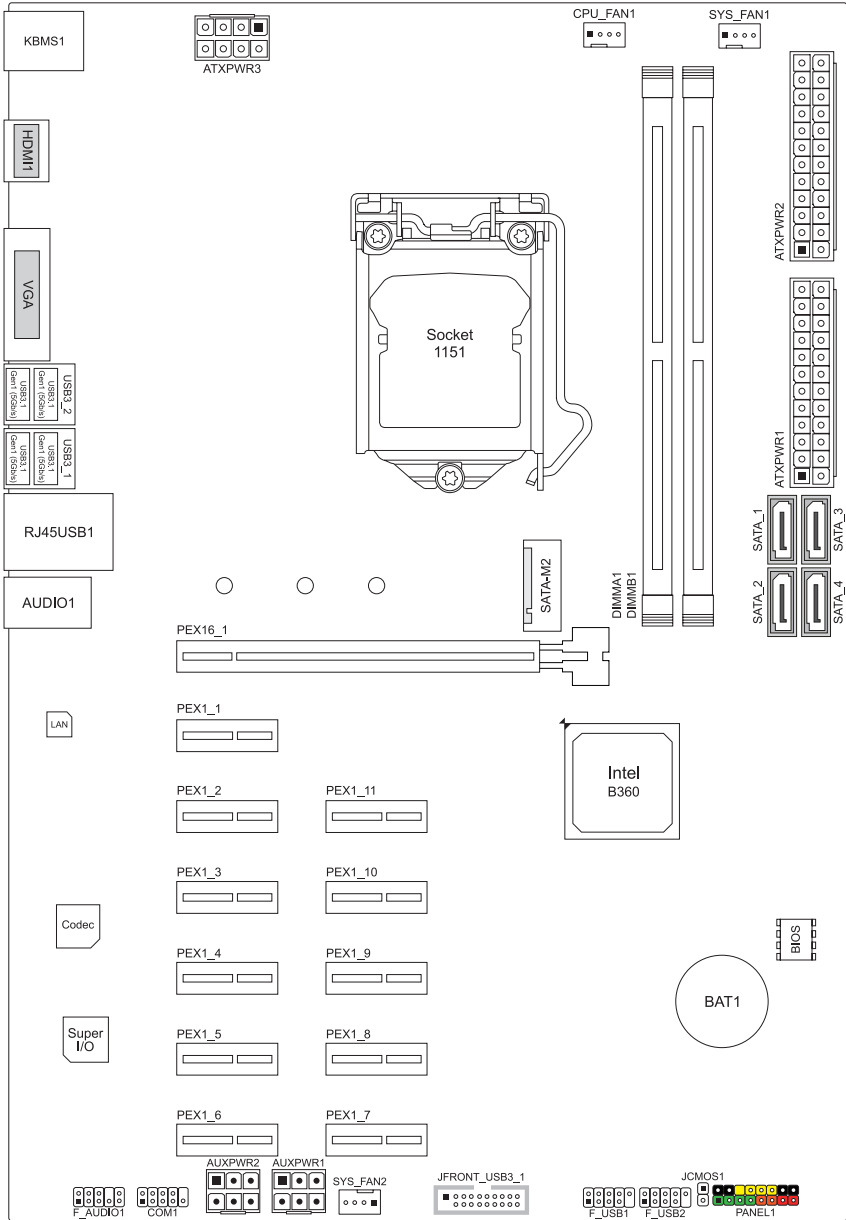 KBMS1
ATXPWR3
CPU_FAN1
SYS_FAN1
HDMI1
ATXPWR2
VGA
Socket
1151
USB3_2
USB3.1
Gen1 (5Gb/s)
USB3.1
Gen1 (5Gb/s)
USB3_1
USB3.1
Gen1 (5Gb/s)
USB3.1
Gen1 (5Gb/s)
ATXPWR1
RJ45USB1
SATA_1
SATA_3
AUDIO1
SATA-M2
DIMMA1
DIMMB1
SATA_2
SATA_4
PEX16_1
LAN
PEX1_1
Intel
B360
PEX1_2
PEX1_11
PEX1_3
PEX1_10
Codec
BIOS
PEX1_4
PEX1_9
BAT1
Super
I/O
PEX1_5
PEX1_8
PEX1_6
PEX1_7
AUXPWR2
AUXPWR1
SYS_FAN2
JFRONT_USB3_1
JCMOS1
F_AUDIO1
COM1
F_USB1
F_USB2
PANEL1